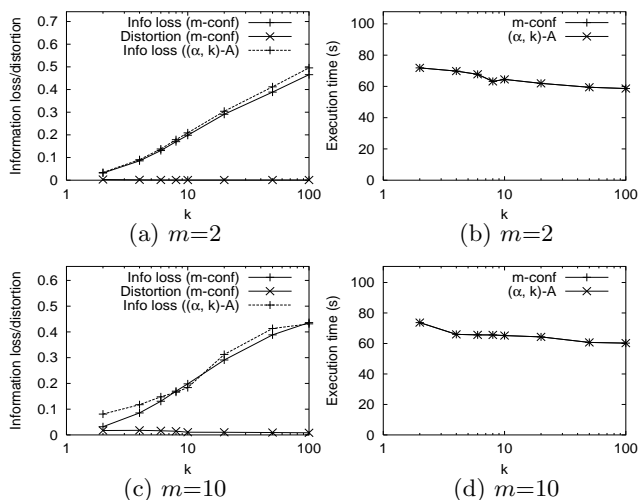 Information loss/distortion
0.7
0.6
0.5
0.4
0.3
0.2
0.1
0
1
10
100
k
Info loss (m-conf)
Distortion (m-conf)
Info loss ((α, k)-A)
(a) m=2
Execution time (s)
100
80
60
40
20
0
1
10
100
k
m-conf
(α, k)-A
(b) m=2
Information loss/distortion
0.6
0.5
0.4
0.3
0.2
0.1
0
1
10
100
k
Info loss (m-conf)
Distortion (m-conf)
Info loss ((α, k)-A)
(c) m=10
Execution time (s)
100
80
60
40
20
0
1
10
100
k
m-conf
(α, k)-A
(d) m=10